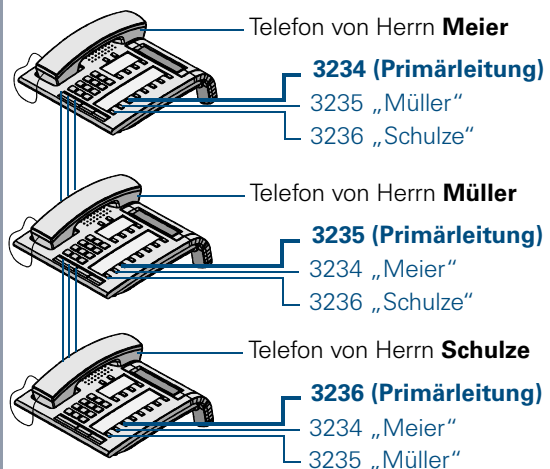 Telefon von Herrn Meier
3234 (Primärleitung)
3235 „Müller“
3236 „Schulze“
Telefon von Herrn Müller
3235 (Primärleitung)
3234 „Meier“
3236 „Schulze“
Telefon von Herrn Schulze
3236 (Primärleitung)
3234 „Meier“
3235 „Müller“